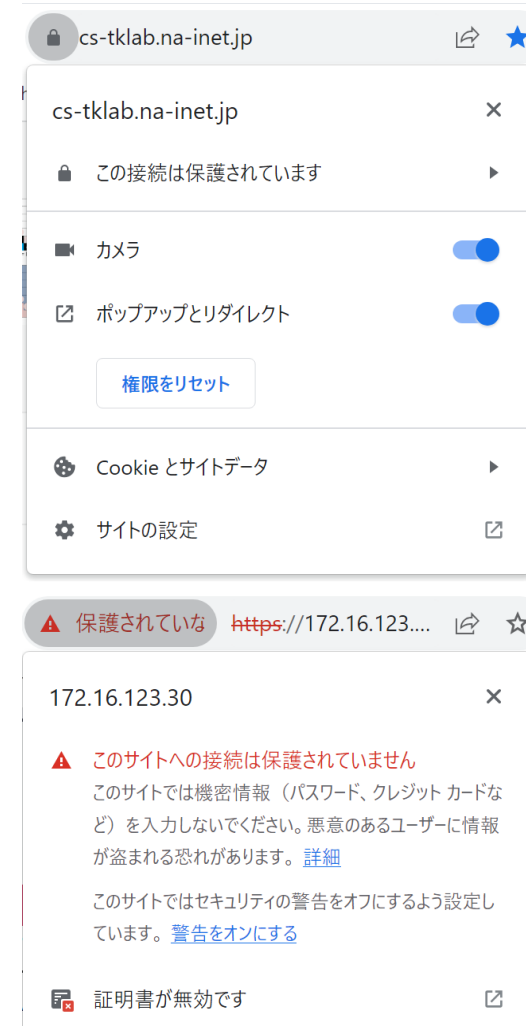 cs-tklab.na-inet.jp
cs-tklab.na-inet.jp
この接続は保護されています
カメラ
ポップアップとリダイレクト
権限をリセット
Cookie とサイトデータ
サイトの設定
保護されていな https://172.16.123....
172.16.123.30
このサイトへの接続は保護されていません
このサイトでは機密情報（パスワード、クレジット カードな
ど）を入力しないでください。悪意のあるユーザーに情報
が盗まれる恐れがあります。 詳細
このサイトではセキュリティの警告をオフにするよう設定し
ています。 警告をオンにする
証明書が無効です